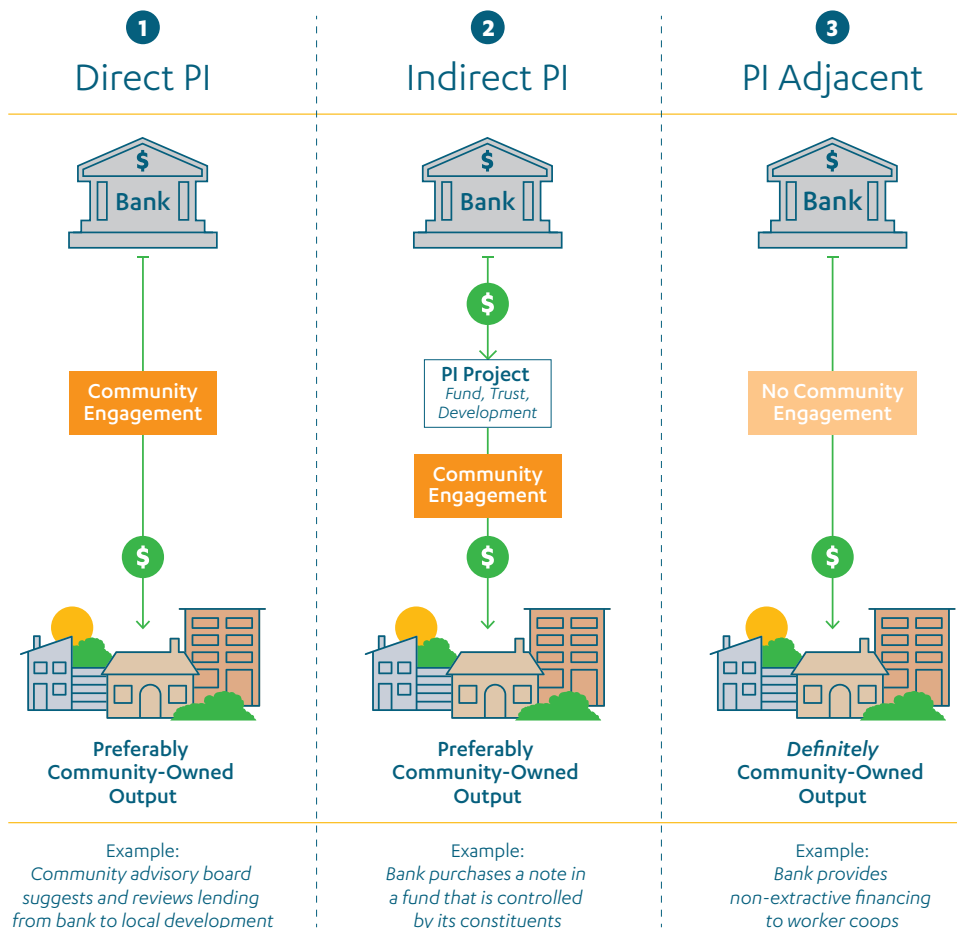 1
Direct PI
$
Bank
Community
Engagement
$
Preferably
Community-Owned
Output
Example:
Community advisory board
suggests and reviews lending
from bank to local development
2
Indirect PI
$
Bank
$
PI Project
Fund, Trust,
Development
Community
Engagement
$
Preferably
Community-Owned
Output
Example:
Bank purchases a note in
a fund that is controlled
by its constituents
3
PI Adjacent
$
Bank
No Community
Engagement
$
Definitely
Community-Owned
Output
Example:
Bank provides
non-extractive financing
to worker coops